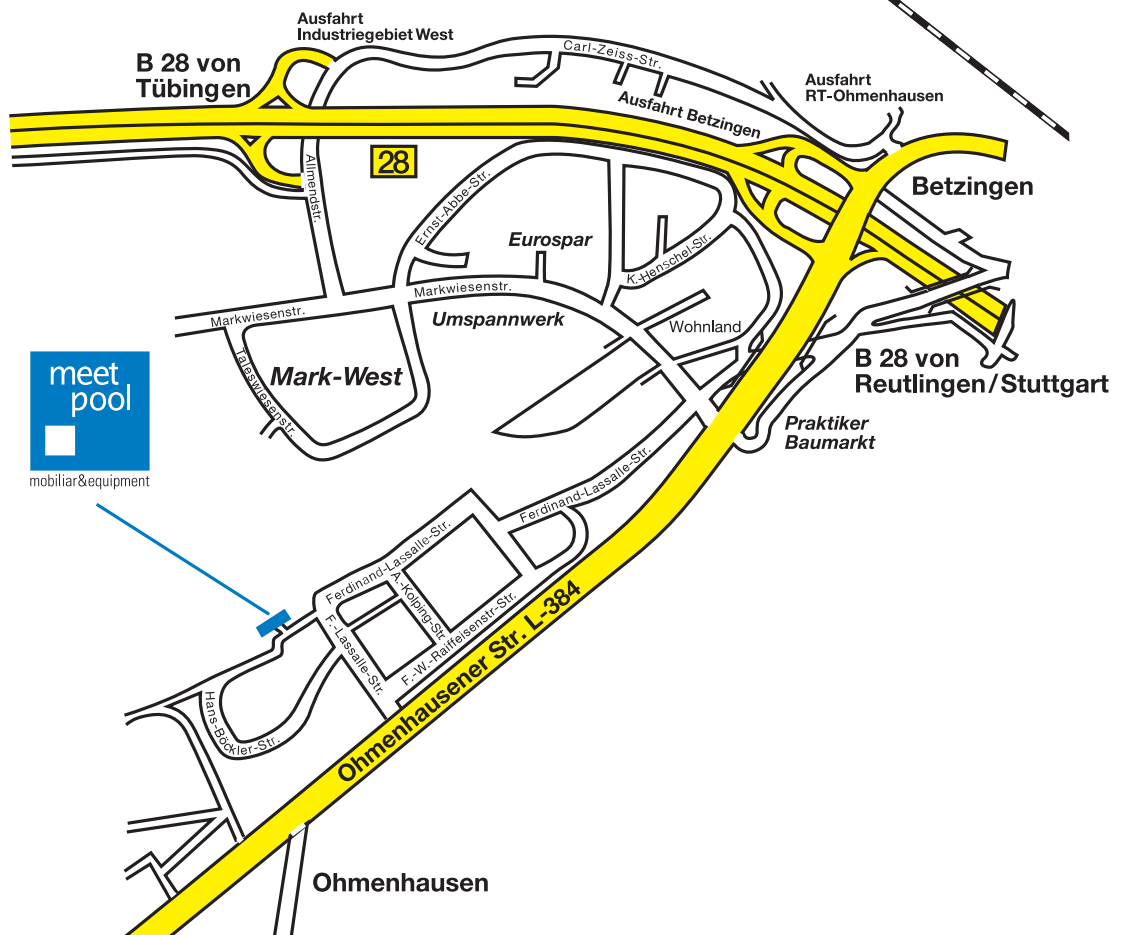 Ausfahrt
Industriegebiet West
B 28 von
Tübingen
Carl-Zeiss-Str.
Ausfahrt
RT-Ohmenhausen
Ausfahrt Betzingen
28
Allmendstr.
Ernst-Abbe-Str.
Betzingen
Eurospar
K.-Henschel-Str.
Markwiesenstr.
Markwiesenstr.
Umspannwerk
Wohnland
Taleswiesenstr.
Mark-West
B 28 von
Reutlingen/Stuttgart
meet
pool
mobiliar&equipment
Praktiker
Baumarkt
Ferdinand-Lassalle-Str.
Ferdinand-Lassalle-Str.
A.-Kolping-Str.
F.-Lassalle-Str.
F.-W.-Raiffeisenstr-Str.
Hans-Böckler-Str.
Ohmenhausener Str. L-384
Ohmenhausen